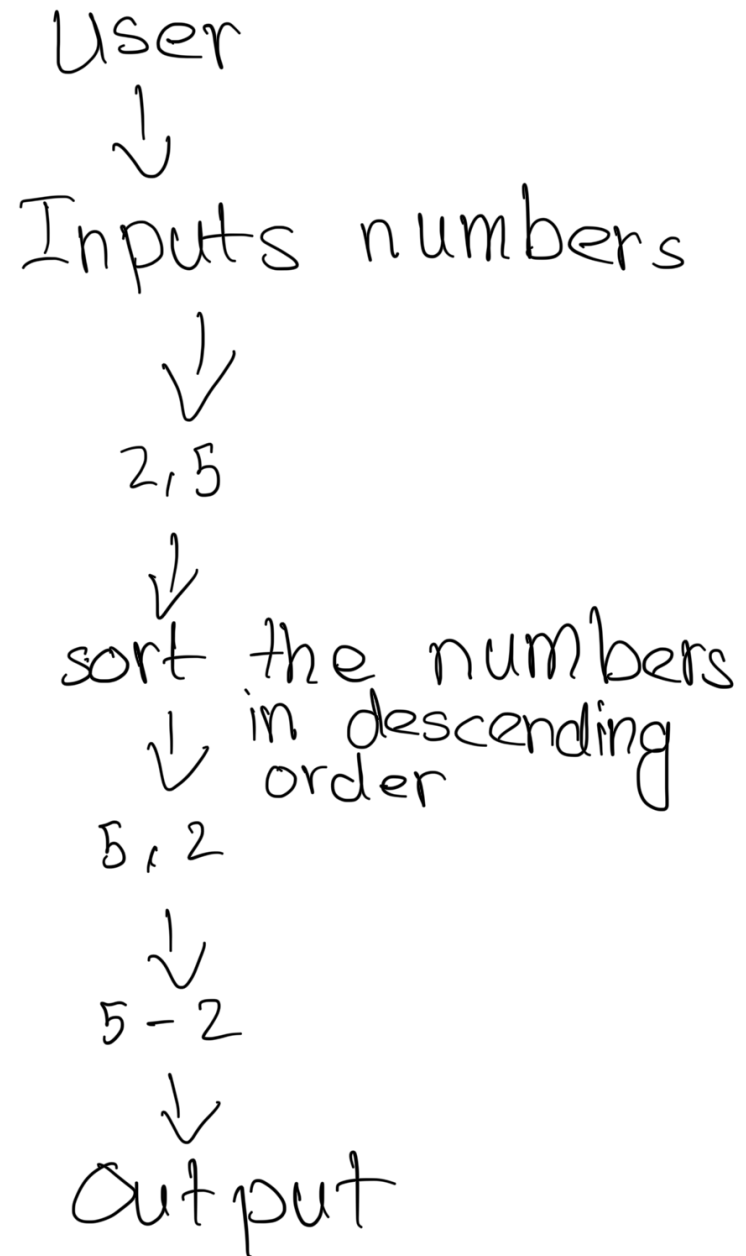 User
Inputs numbers
2,5
sort the numbers
in descending
order
5,2
5-2
output